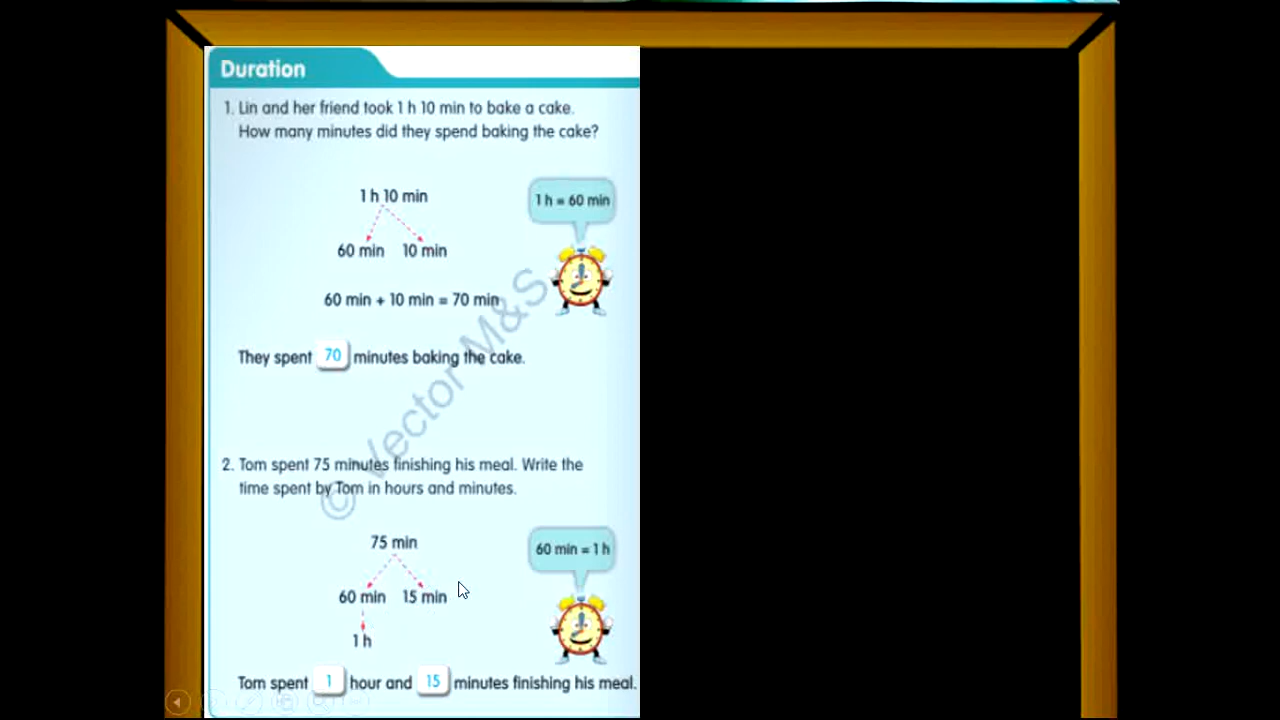 Duration
1. Lin and her friend took 1 h 10 min to bake a cake.
How many minutes did they spend baking the cake?
1 h 10 min
1 h = 60 min
60 min 10 min
60 min + 10 min = 70 min
They spent 70 minutes baking the cake.
© Vector M&S
2. Tom spent 75 minutes finishing his meal. Write the
time spent by Tom in hours and minutes.
75 min
60 min = 1 h
60 min 15 min
1 h
Tom spent 1 hour and 15 minutes finishing his meal.